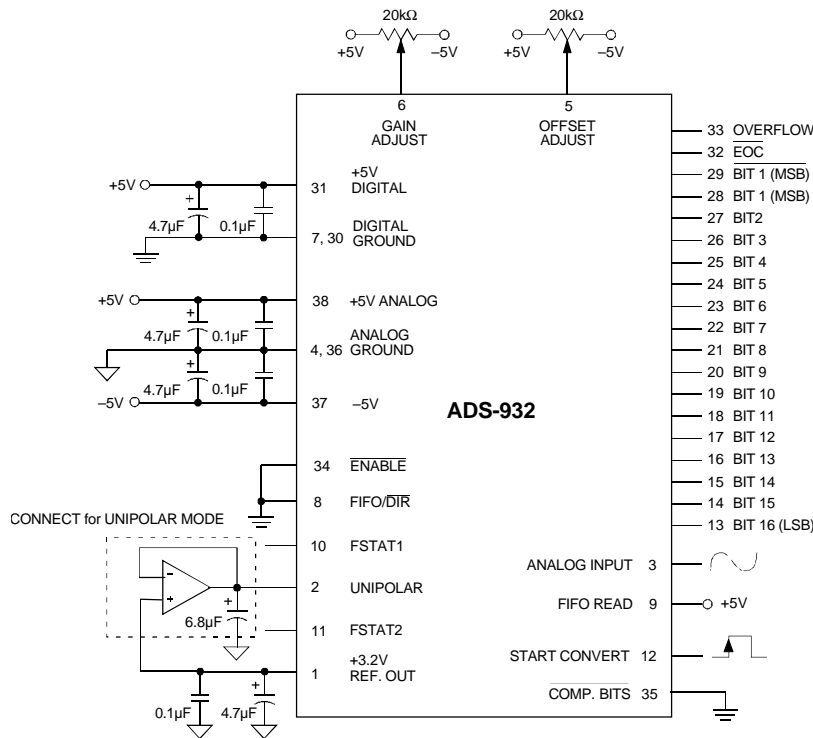 20kΩ
20kΩ
+5V
–5V
+5V
–5V
6
5
GAIN ADJUST
OFFSET ADJUST
+5V
4.7µF
0.1µF
+
31
+5V DIGITAL
7, 30
DIGITAL GROUND
+5V
4.7µF
0.1µF
+
38
+5V ANALOG
4, 36
ANALOG GROUND
4.7µF
0.1µF
+
–5V
37
–5V
ADS-932
34
ENABLE
8
FIFO/DIR
CONNECT for UNIPOLAR MODE
10
FSTAT1
–
+
2
UNIPOLAR
+
6.8µF
11
FSTAT2
1
+3.2V REF. OUT
0.1µF
+
4.7µF
33 OVERFLOW
32 EOC
29 BIT 1 (MSB)
28 BIT 1 (MSB)
27 BIT2
26 BIT 3
25 BIT 4
24 BIT 5
23 BIT 6
22 BIT 7
21 BIT 8
20 BIT 9
19 BIT 10
18 BIT 11
17 BIT 12
16 BIT 13
15 BIT 14
14 BIT 15
13 BIT 16 (LSB)
ANALOG INPUT 3
FIFO READ 9
+5V
START CONVERT 12
COMP. BITS 35